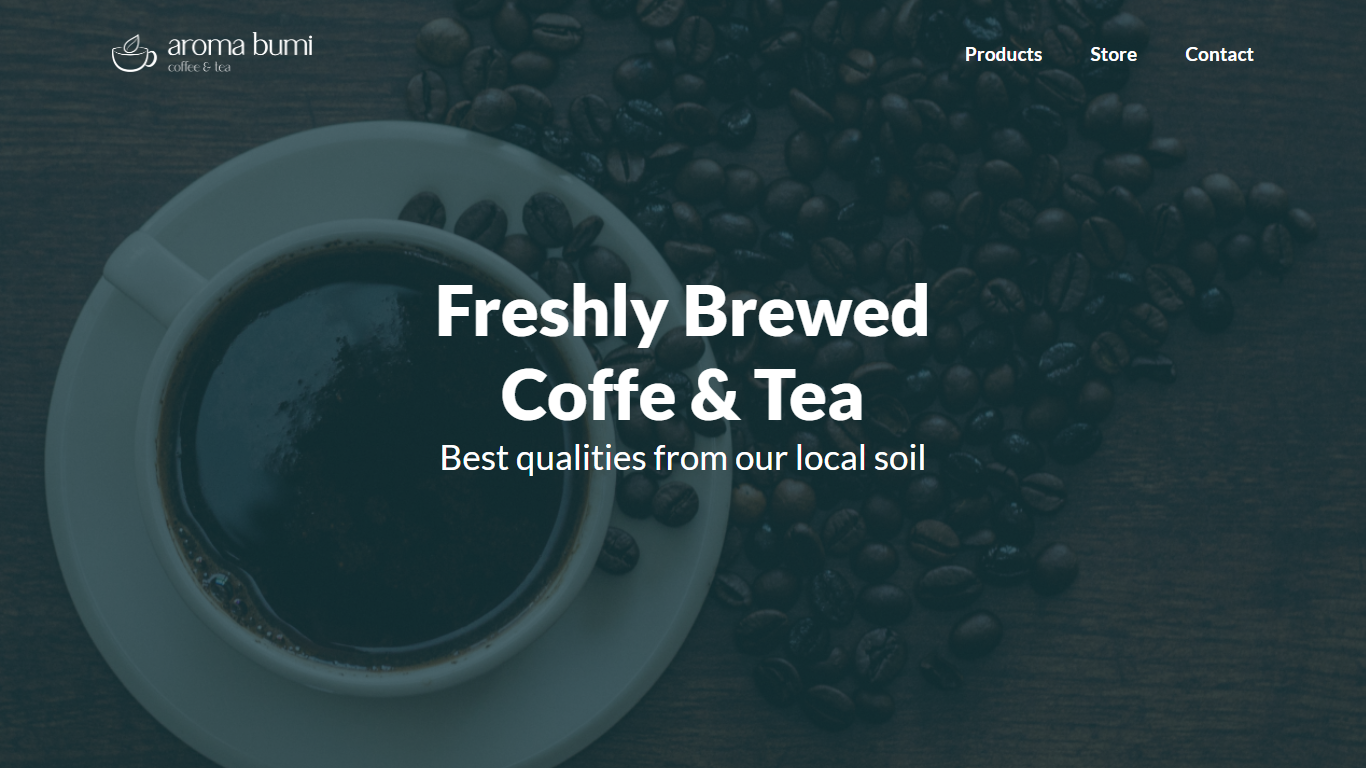 aroma bumi
coffee & tea
Products Store Contact
Freshly Brewed
Coffe & Tea
Best qualities from our local soil